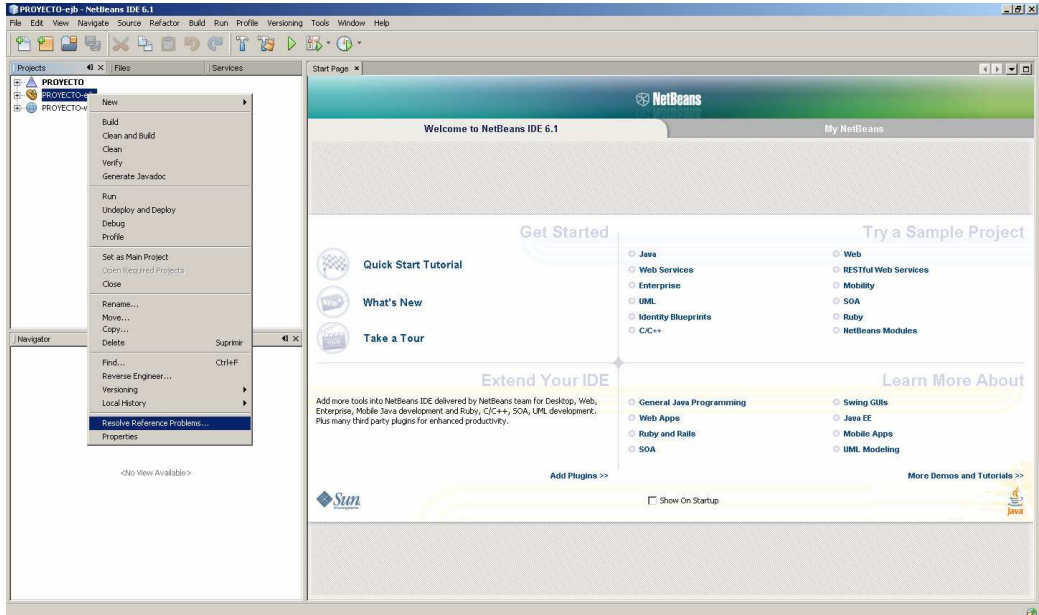 PROYECTO-ejb - NetBeans IDE 6.1
File Edit View Navigate Source Refactor Build Run Profile Versioning Tools Window Help
Projects Files Services
PROYECTO
PROYECTO-e
PROYECTO-w
New
Build
Clean and Build
Clean
Verify
Generate Javadoc
Run
Undeploy and Deploy
Debug
Profile
Set as Main Project
Open Required Projects
Close
Rename...
Move...
Copy...
Delete Suprimir
Find... Ctrl+F
Reverse Engineer...
Versioning
Local History
Resolve Reference Problems...
Properties
Navigator
<No View Available>
Start Page
NetBeans
Welcome to NetBeans IDE 6.1
My NetBeans
Get Started
Quick Start Tutorial
What's New
Take a Tour
Try a Sample Project
Java
Web Services
Enterprise
UML
Identity Blueprints
C/C++
Web
RESTful Web Services
Mobility
SOA
Ruby
NetBeans Modules
Extend Your IDE
Add more tools into NetBeans IDE delivered by NetBeans team for Desktop, Web,
Enterprise, Mobile Java development and Ruby, C/C++, SOA, UML development.
Plus many third party plugins for enhanced productivity.
Add Plugins >>
Learn More About
General Java Programming
Web Apps
Ruby and Rails
SOA
Swing GUIs
Java EE
Mobile Apps
UML Modeling
More Demos and Tutorials >>
Sun
Show On Startup
Java